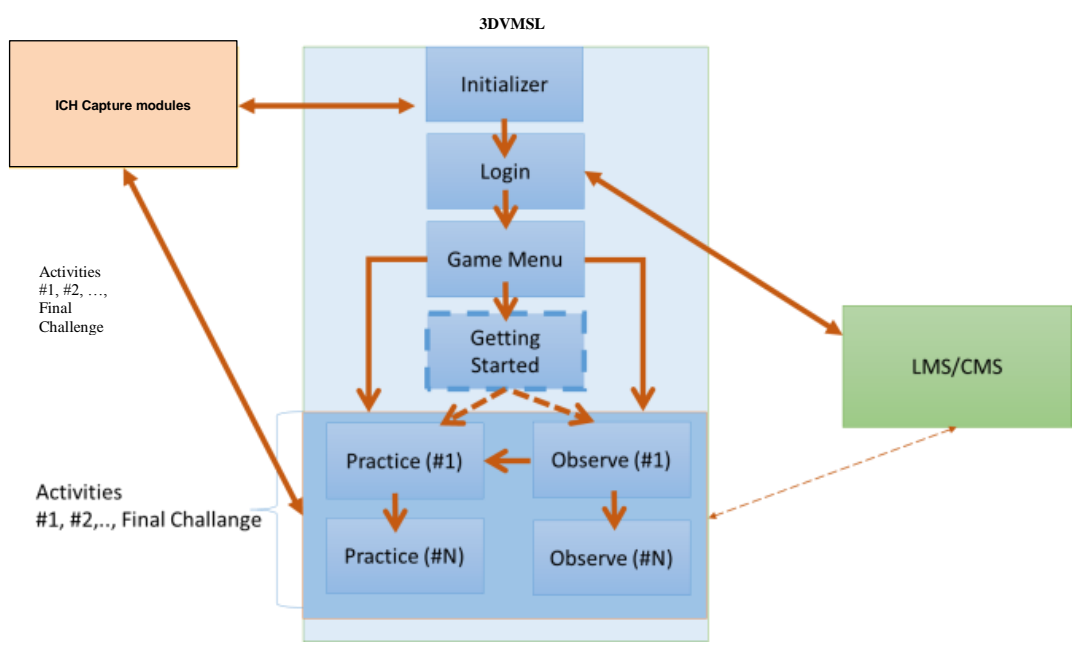 3DVMSL
ICH Capture modules
Initializer
Login
Game Menu
Getting
Started
Activities
#1, #2, …,
Final
Challenge
LMS/CMS
Practice (#1)
Observe (#1)
Activities
#1, #2,.., Final Challange
Practice (#N)
Observe (#N)